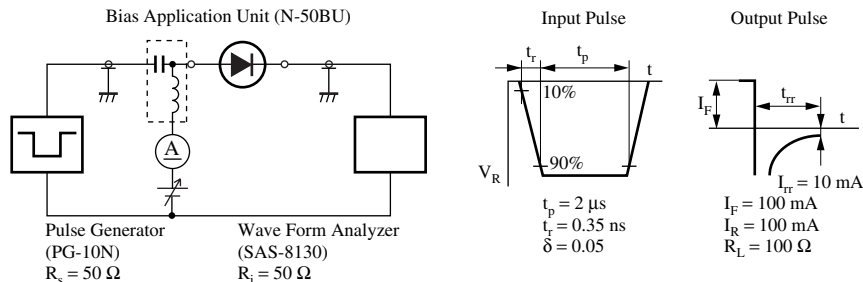 Bias Application Unit (N-50BU)
A
Pulse Generator
(PG-10N)
R_s = 50 Ω
Wave Form Analyzer
(SAS-8130)
R_i = 50 Ω
Input Pulse
t_r t_p
t
10%
90%
V_R
t_p = 2 μs
t_r = 0.35 ns
δ = 0.05
Output Pulse
I_F
t_rr
t
I_rr = 10 mA
I_F = 100 mA
I_R = 100 mA
R_L = 100 Ω